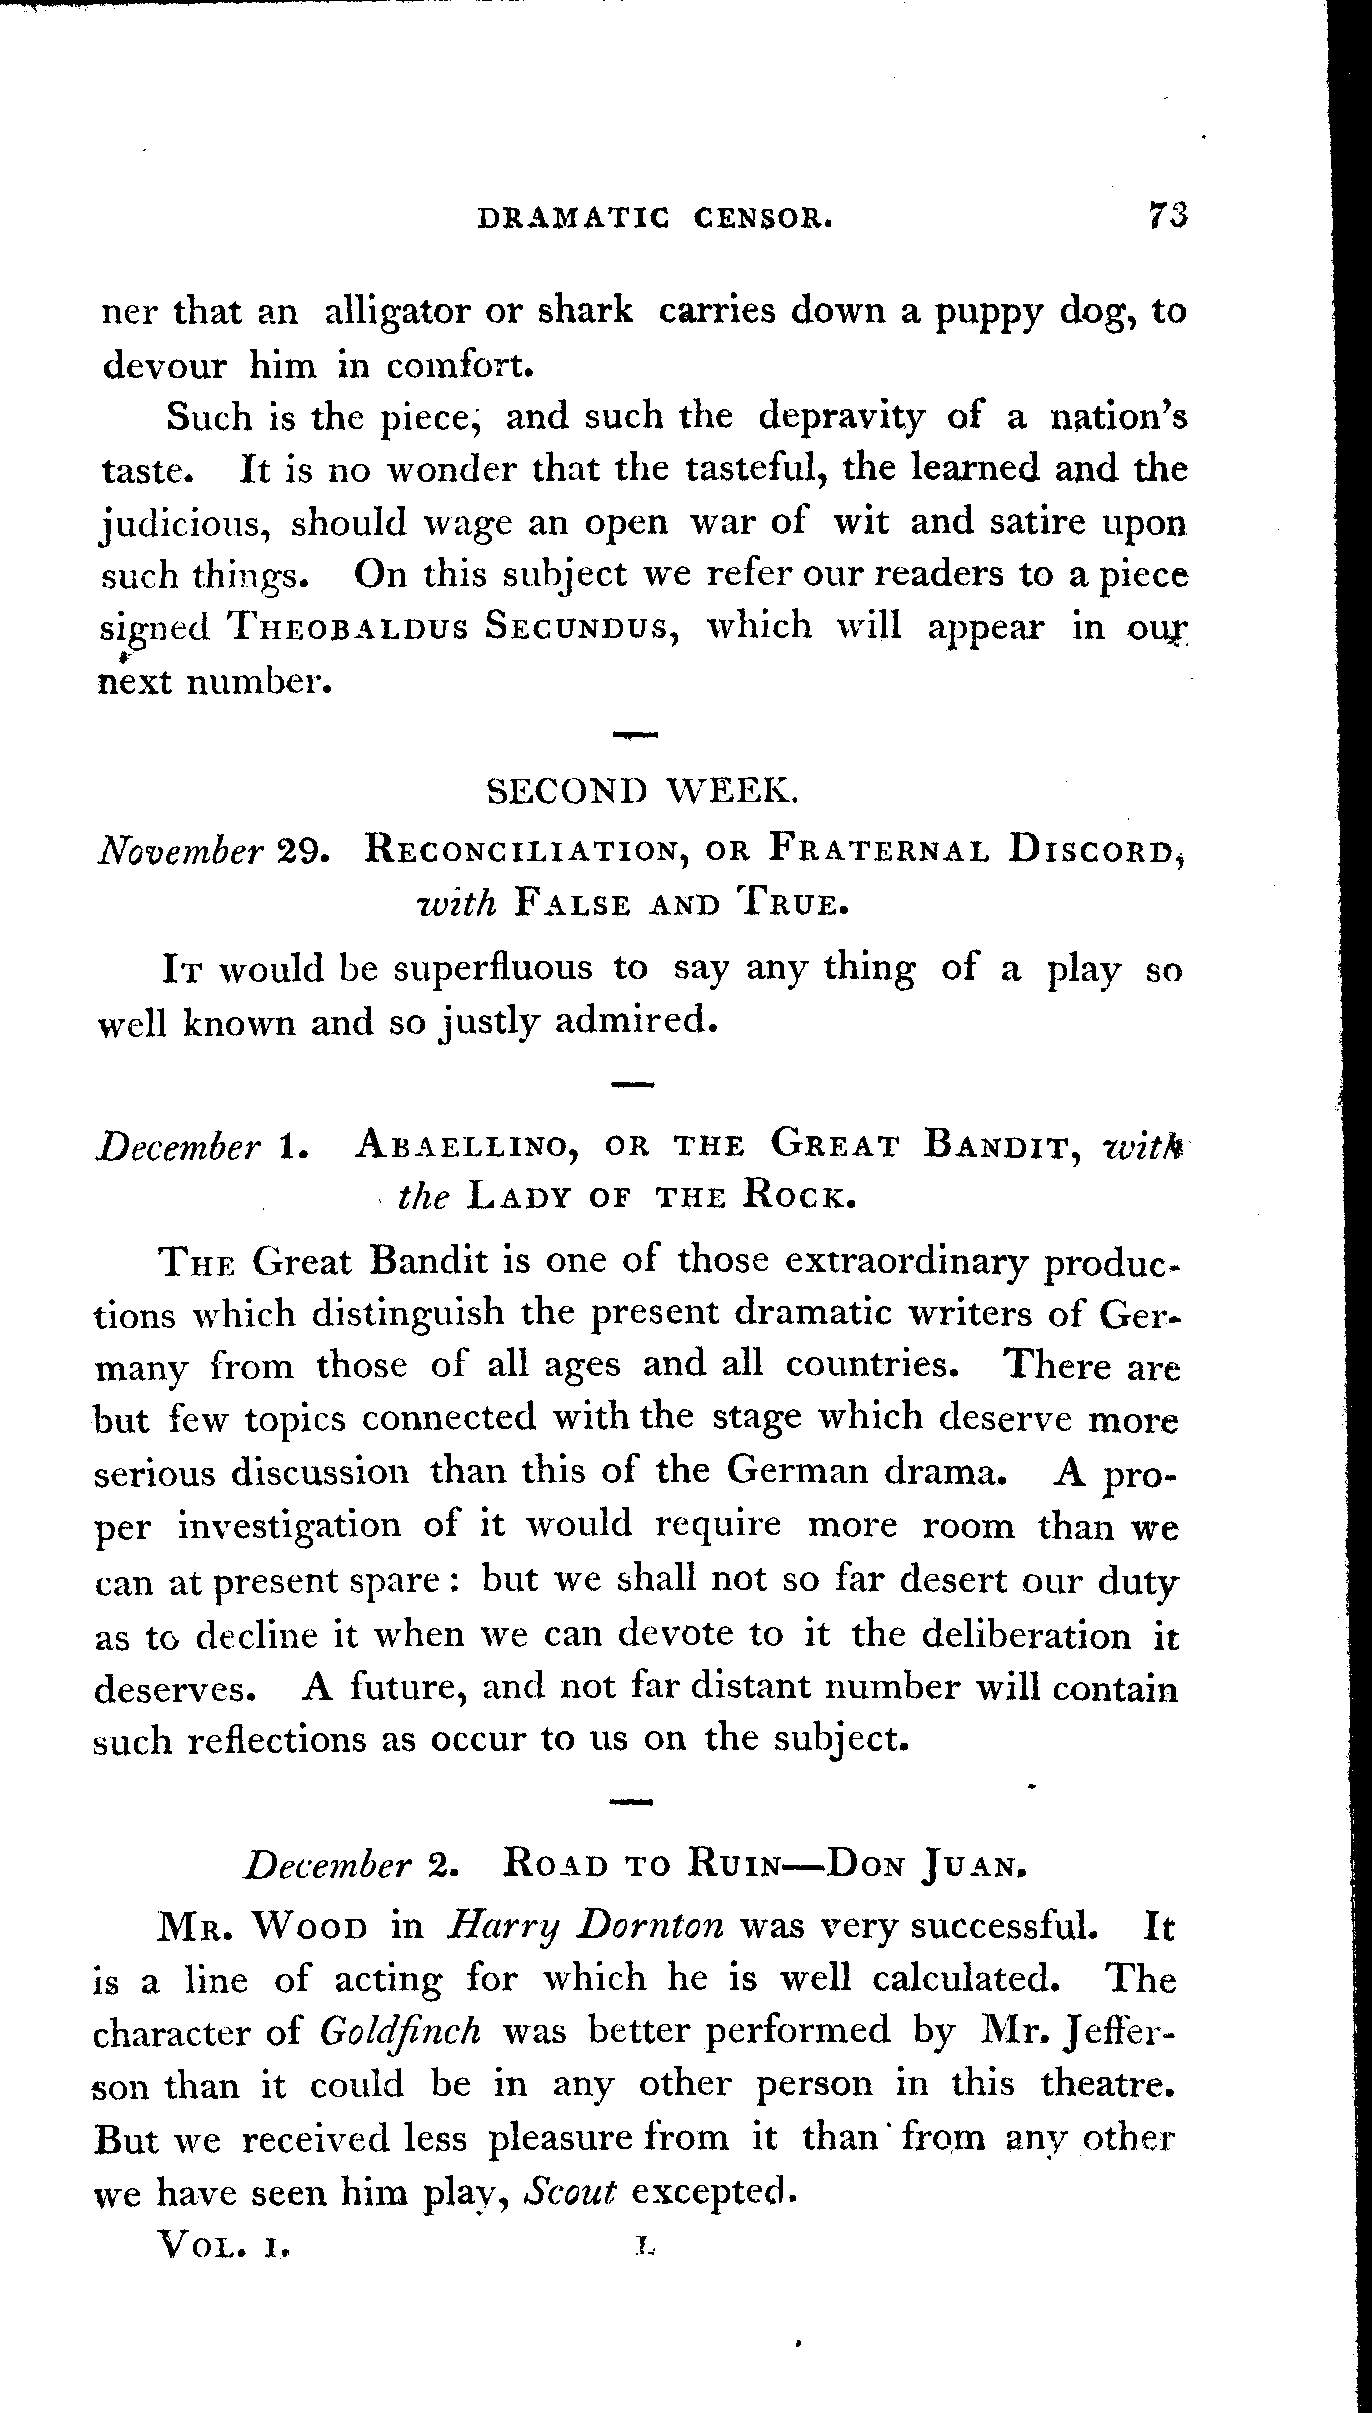 DRAMATIC CENSOR. 73
ner that an alligator or shark carries down a puppy dog, to
devour him in comfort.
Such is the piece; and such the depravity of a nation's
taste. It is no wonder that the tasteful, the learned and the
judicious, should wage an open war of wit and satire upon
such things. On this subject we refer our readers to a piece
signed THEOBALDUS SECUNDUS, which will appear in our
next number.
SECOND WEEK.
November 29. RECONCILIATION, OR FRATERNAL DISCORD,
with FALSE AND TRUE.
IT would be superfluous to say any thing of a play so
well known and so justly admired.
December 1. ABAELLINO, OR THE GREAT BANDIT, with
the LADY OF THE ROCK.
THE Great Bandit is one of those extraordinary produc-
tions which distinguish the present dramatic writers of Ger-
many from those of all ages and all countries. There are
but few topics connected with the stage which deserve more
serious discussion than this of the German drama. A pro-
per investigation of it would require more room than we
can at present spare: but we shall not so far desert our duty
as to decline it when we can devote to it the deliberation it
deserves. A future, and not far distant number will contain
such reflections as occur to us on the subject.
December 2. ROAD TO RUIN—DON JUAN.
MR. WOOD in Harry Dornton was very successful. It
is a line of acting for which he is well calculated. The
character of Goldfinch was better performed by Mr. Jeffer-
son than it could be in any other person in this theatre.
But we received less pleasure from it than from any other
we have seen him play, Scout excepted.
VOL. I. L